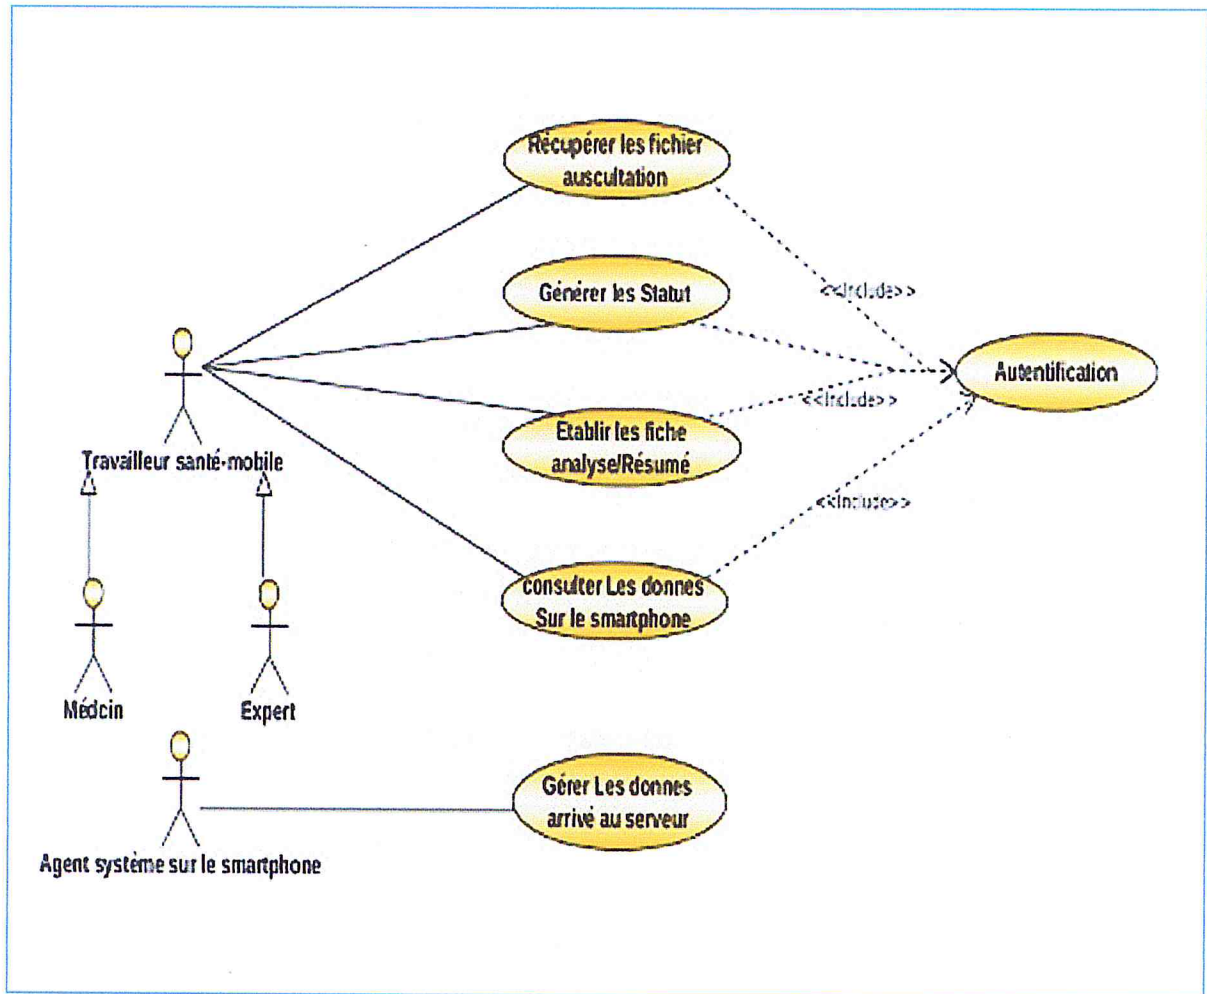 Récupérer les fichier
auscultation
Générer les Statut
<<Include>>
Autentification
<<Include>>
Etablir les fiche
analyse/Résumé
Travailleur santé-mobile
<<Include>>
consulter Les donnes
Sur le smartphone
Médcin
Expert
Gérer Les donnes
arrivé au serveur
Agent système sur le smartphone